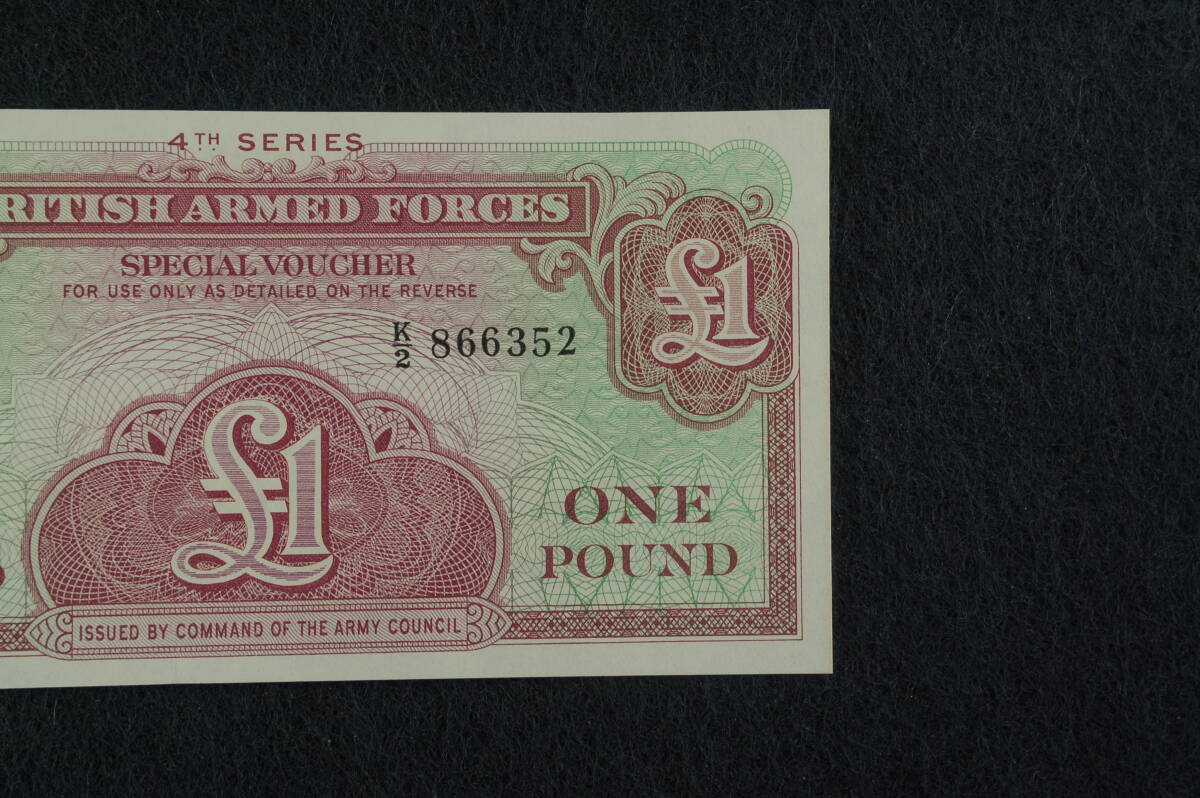 4TH SERIES
RITISH ARMED FORCES
SPECIAL VOUCHER
FOR USE ONLY AS DETAILED ON THE REVERSE
£1
K/2 866352
£1
ONE
POUND
ISSUED BY COMMAND OF THE ARMY COUNCIL